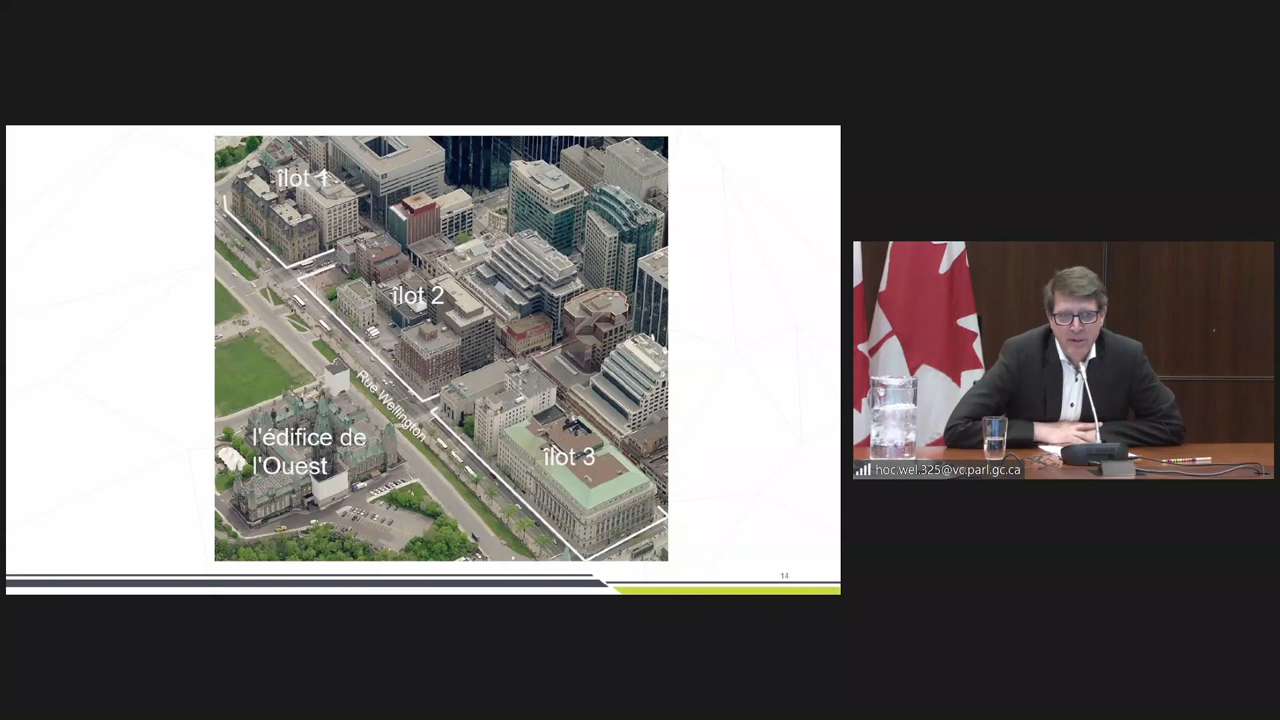 îlot 1
îlot 2
Rue Wellington
l'édifice de
l'Ouest
îlot 3
14
hoc.wel.325@vc.parl.gc.ca